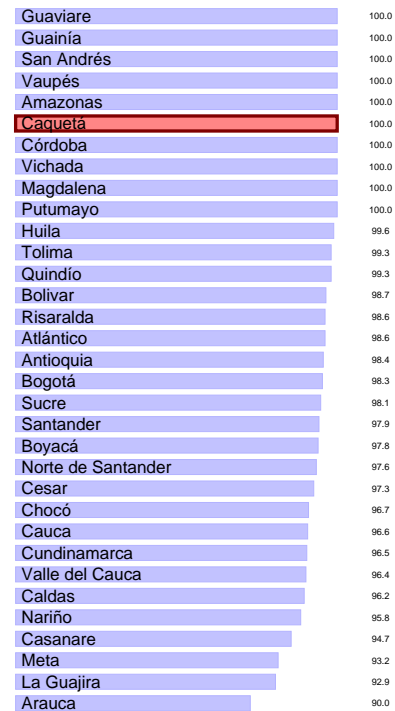 Guaviare 100.0
Guainía 100.0
San Andrés 100.0
Vaupés 100.0
Amazonas 100.0
Caquetá 100.0
Córdoba 100.0
Vichada 100.0
Magdalena 100.0
Putumayo 100.0
Huila 99.6
Tolima 99.3
Quindío 99.3
Bolivar 98.7
Risaralda 98.6
Atlántico 98.6
Antioquia 98.4
Bogotá 98.3
Sucre 98.1
Santander 97.9
Boyacá 97.8
Norte de Santander 97.6
Cesar 97.3
Chocó 96.7
Cauca 96.6
Cundinamarca 96.5
Valle del Cauca 96.4
Caldas 96.2
Nariño 95.8
Casanare 94.7
Meta 93.2
La Guajira 92.9
Arauca 90.0